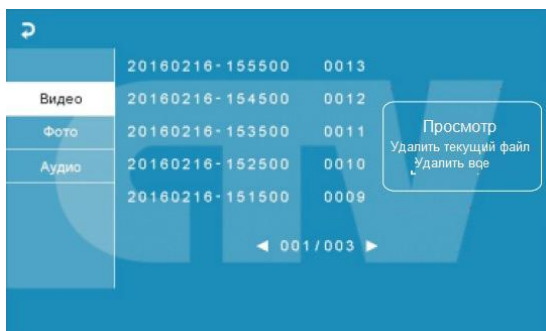 20160216-155500 0013
Видео
20160216-154500 0012
Фото
20160216-153500 0011
Аудио
20160216-152500 0010
20160216-151500 0009
Просмотр
Удалить текущий файл
Удалить все
◀ 001/003 ▶
CTV